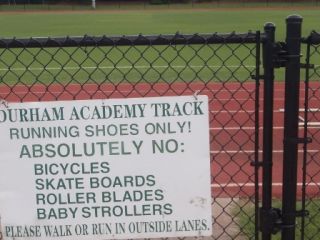 DURHAM ACADEMY TRACK
RUNNING SHOES ONLY!
ABSOLUTELY NO:
BICYCLES
SKATE BOARDS
ROLLER BLADES
BABY STROLLERS
PLEASE WALK OR RUN IN OUTSIDE LANES.